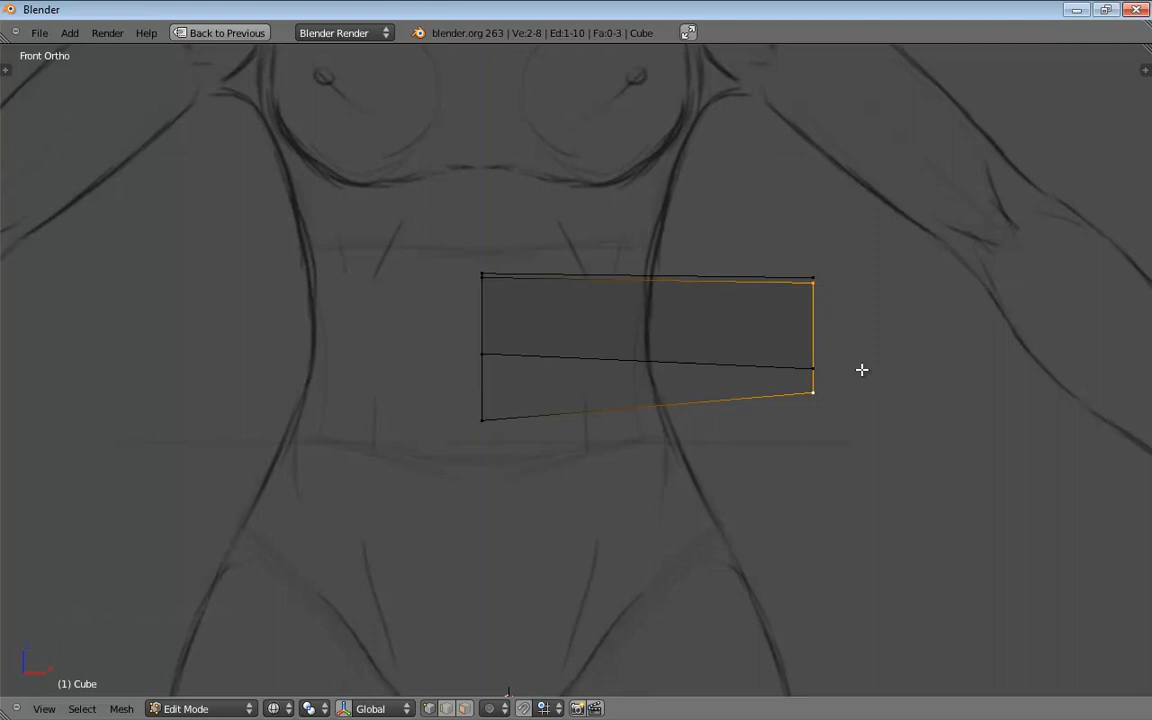 Blender
File Add Render Help Back to Previous Blender Render blender.org 263 | Ve:2-8 | Ed:1-10 | Fa:0-3 | Cube
Front Ortho
(1) Cube
View Select Mesh Edit Mode Global